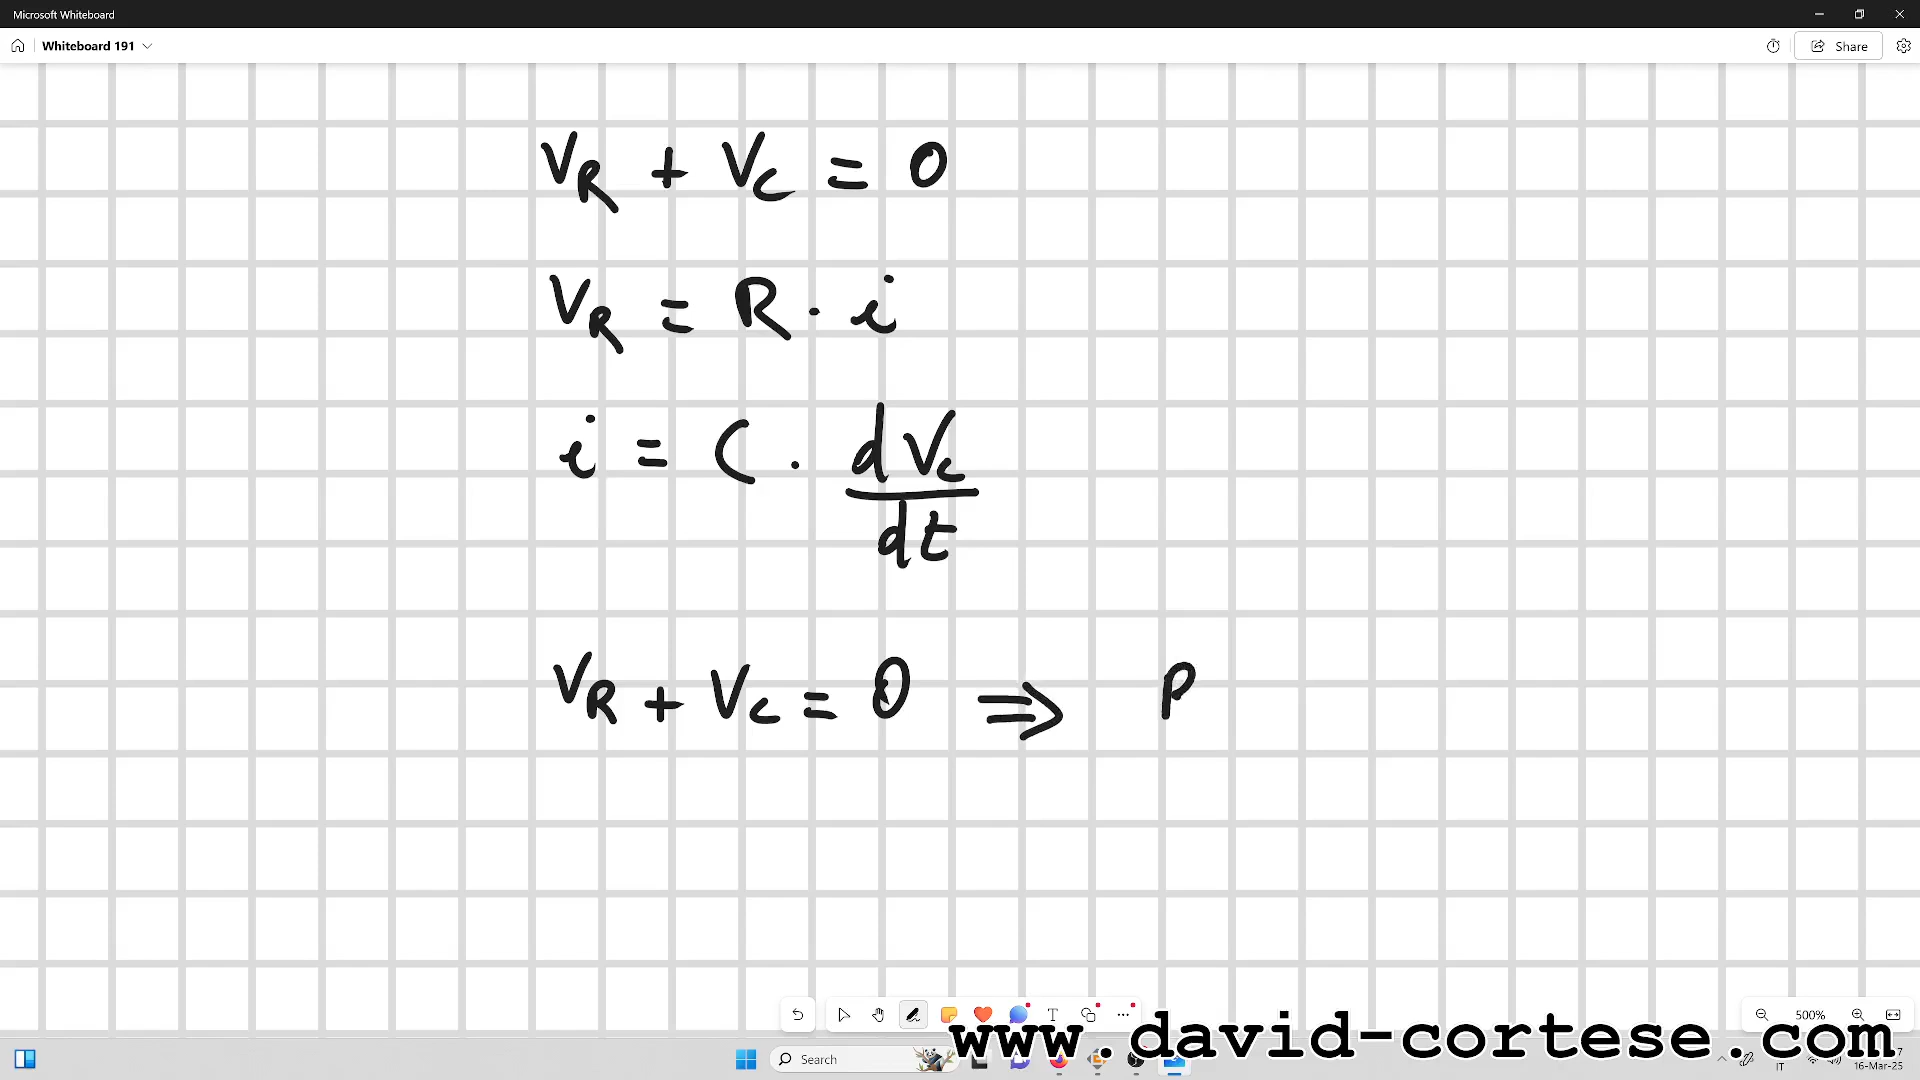 Microsoft Whiteboard
Whiteboard 191
Share
V_R + V_C = 0
V_R = R · i
i = C · dV_C/dt
V_R + V_C = 0 ⇒ P
500%
www.david-cortese.com
Search
IT
16-Mar-25